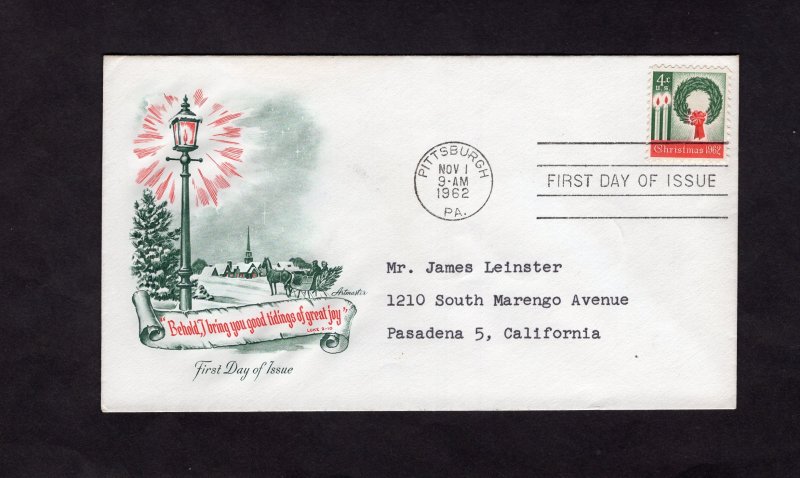 4¢
U.S.
Christmas 1962
PITTSBURGH
NOV 1
9-AM
1962
PA.
FIRST DAY OF ISSUE
Artmaster
"Behold, I bring you good tidings of great joy"
LUKE 2-10
First Day of Issue
Mr. James Leinster
1210 South Marengo Avenue
Pasadena 5, California